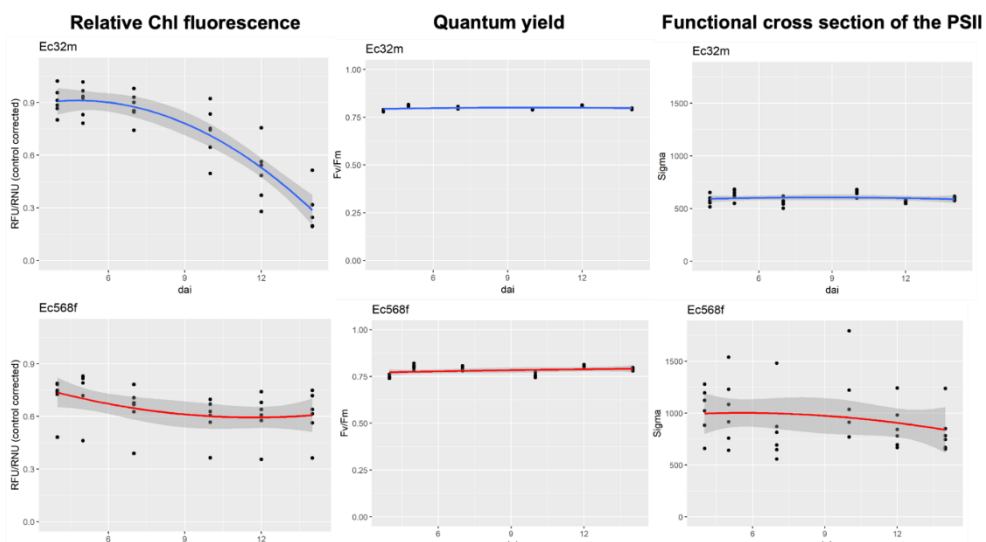 Relative Chl fluorescence
Quantum yield
Functional cross section of the PSII
Ec32m
RFU/RNU (control corrected)
0.9
0.6
0.3
0.0
6
9
12
dai
Ec32m
Fv/Fm
1.00
0.75
0.50
0.25
0.00
6
9
12
dai
Ec32m
Sigma
1500
1000
500
0
6
9
12
dai
Ec568f
RFU/RNU (control corrected)
0.9
0.6
0.3
0.0
6
9
12
Ec568f
Fv/Fm
1.00
0.75
0.50
0.25
0.00
6
9
12
Ec568f
Sigma
1500
1000
500
0
6
9
12